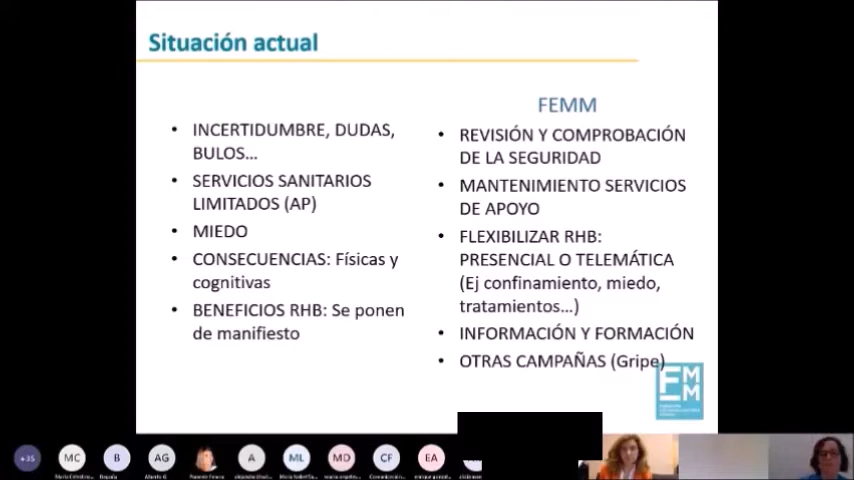 Situación actual
• INCERTIDUMBRE, DUDAS,
BULOS...
• SERVICIOS SANITARIOS
LIMITADOS (AP)
• MIEDO
• CONSECUENCIAS: Físicas y
cognitivas
• BENEFICIOS RHB: Se ponen
de manifiesto
FEMM
• REVISIÓN Y COMPROBACIÓN
DE LA SEGURIDAD
• MANTENIMIENTO SERVICIOS
DE APOYO
• FLEXIBILIZAR RHB:
PRESENCIAL O TELEMÁTICA
(Ej confinamiento, miedo,
tratamientos...)
• INFORMACIÓN Y FORMACIÓN
• OTRAS CAMPAÑAS (Gripe)
FEMM
+35
MC
B
AG
A
ML
MD
CF
EA